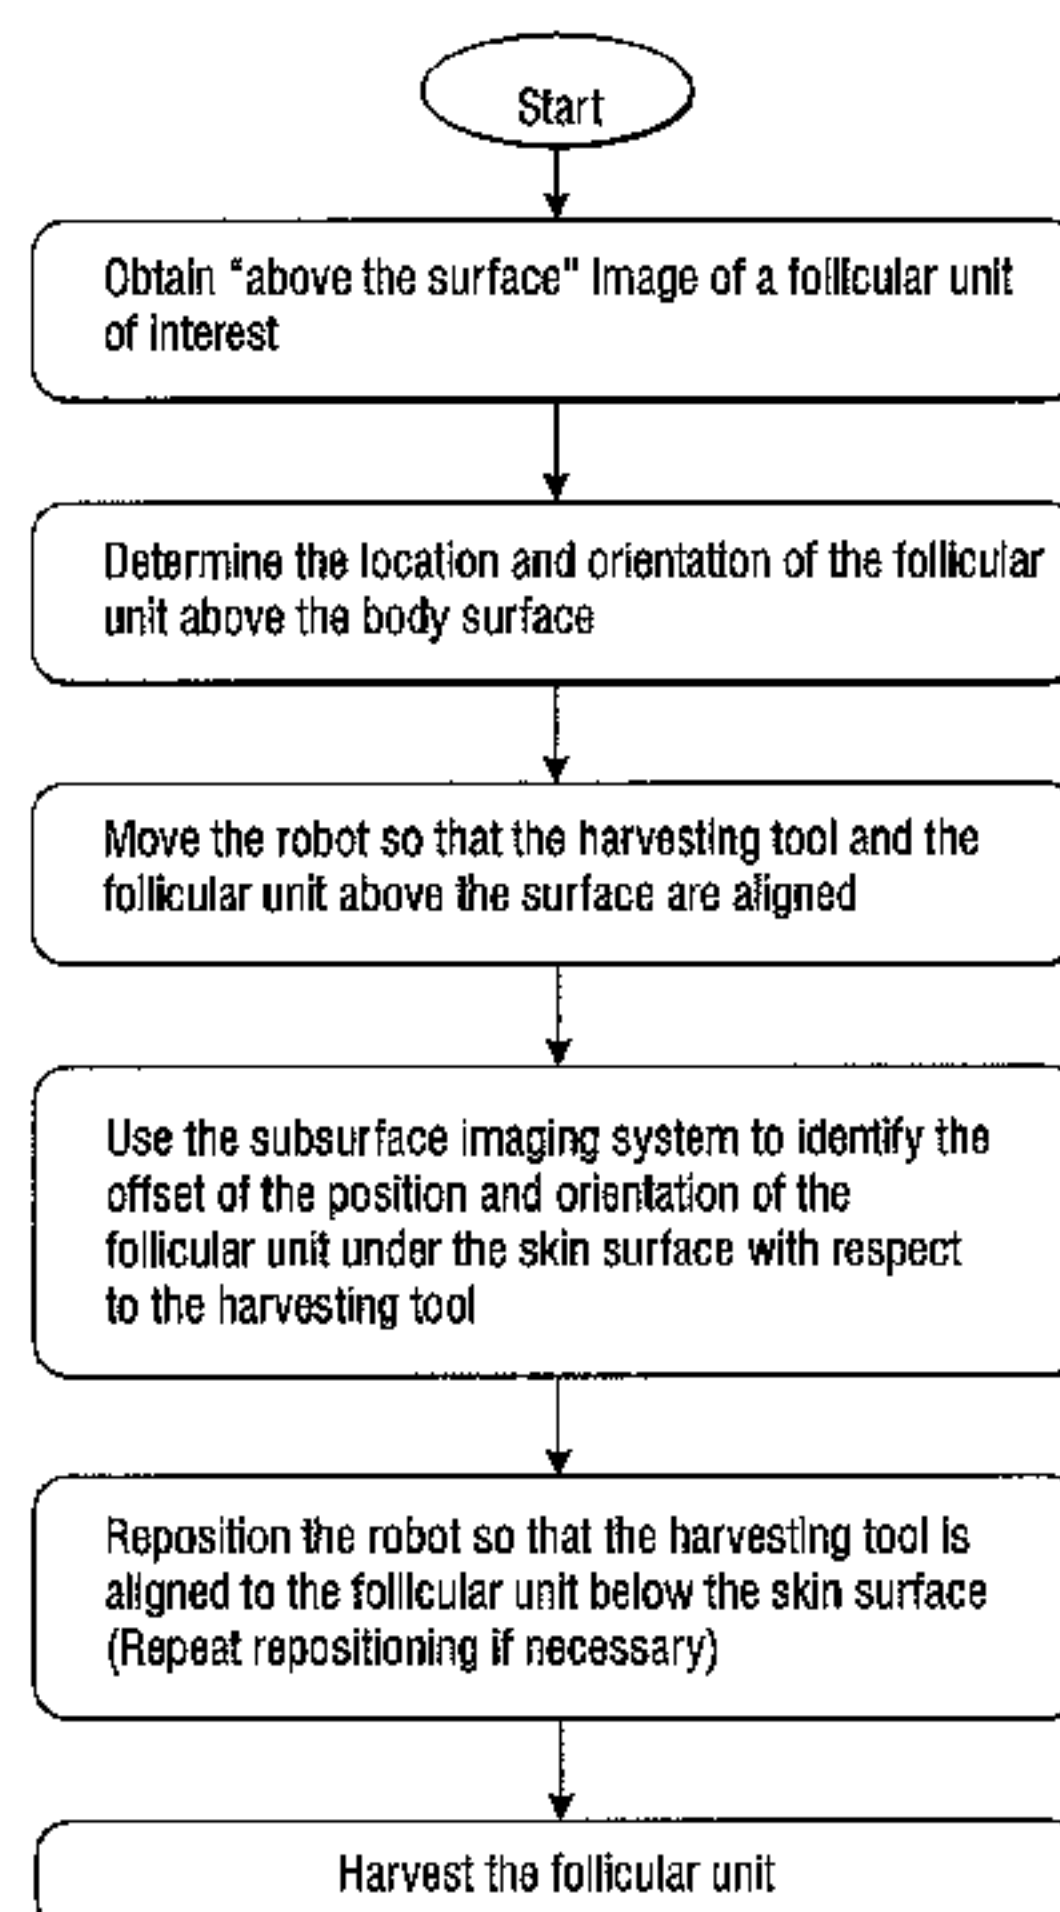 Start
Obtain "above the surface" Image of a follicular unit
of interest
Determine the location and orientation of the follicular
unit above the body surface
Move the robot so that the harvesting tool and the
follicular unit above the surface are aligned
Use the subsurface imaging system to identify the
offset of the position and orientation of the
follicular unit under the skin surface with respect
to the harvesting tool
Reposition the robot so that the harvesting tool is
aligned to the follicular unit below the skin surface
(Repeat repositioning if necessary)
Harvest the follicular unit